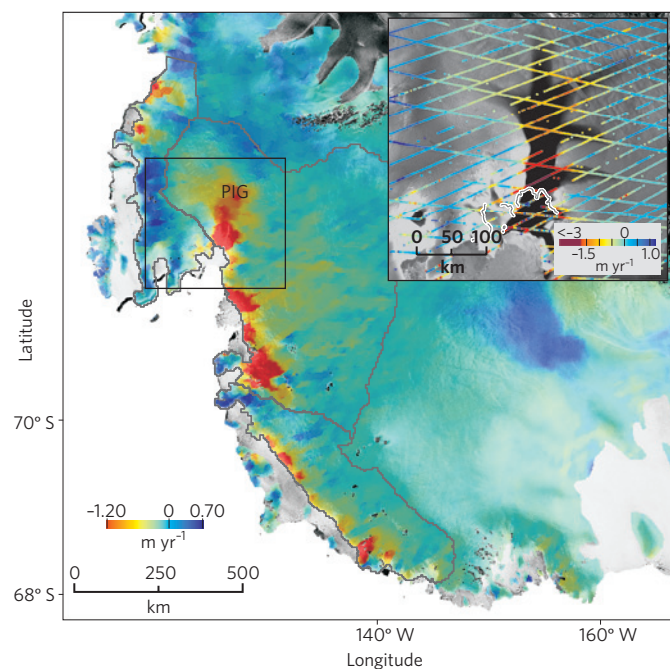 PIG
0 50 100
km
<–3 0
–1.5 1.0
m yr⁻¹
Latitude
70° S
–1.20 0 0.70
m yr⁻¹
0 250 500
km
68° S
140° W 160° W
Longitude